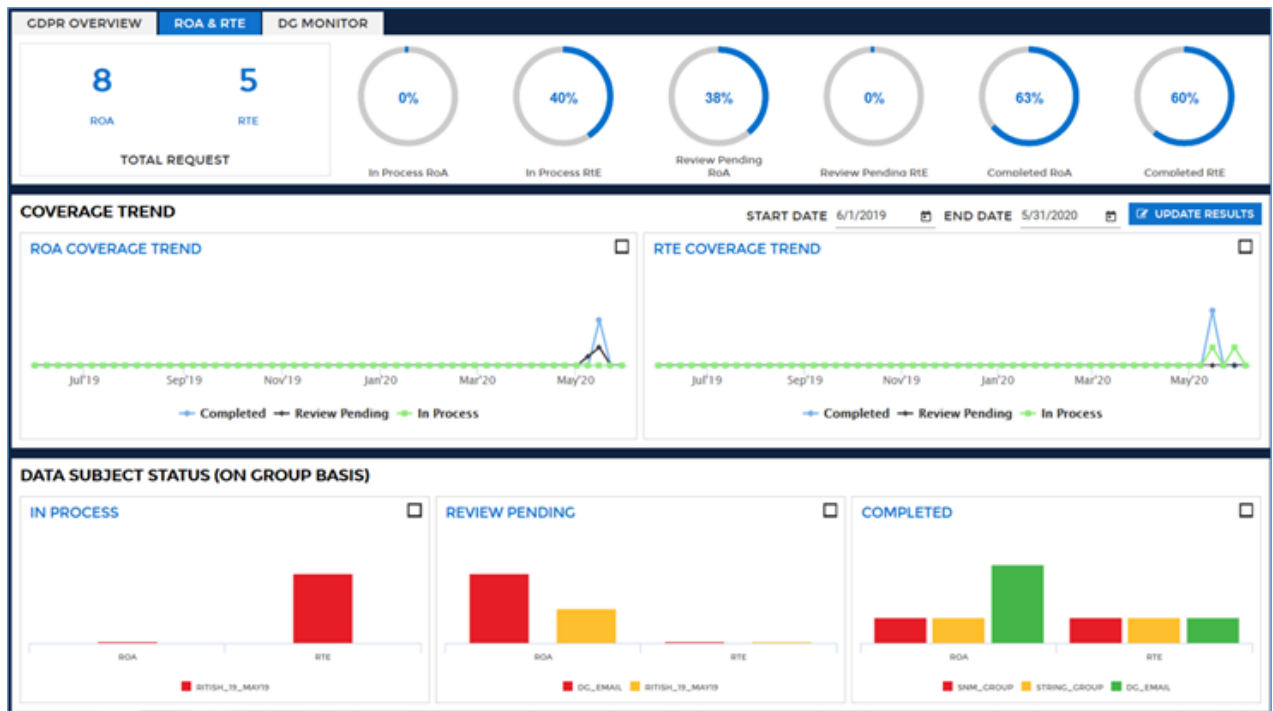 GDPR OVERVIEW ROA & RTE DG MONITOR
8 5
ROA RTE
TOTAL REQUEST
0% 40% 38% 0% 63% 60%
In Process RoA In Process RtE Review Pending RoA Review Pending RtE Completed RoA Completed RtE
COVERAGE TREND START DATE 6/1/2019 END DATE 5/31/2020 UPDATE RESULTS
ROA COVERAGE TREND
Jul'19 Sep'19 Nov'19 Jan'20 Mar'20 May'20
Completed Review Pending In Process
RTE COVERAGE TREND
Jul'19 Sep'19 Nov'19 Jan'20 Mar'20 May'20
Completed Review Pending In Process
DATA SUBJECT STATUS (ON GROUP BASIS)
IN PROCESS
ROA RTE
RITISH_19_MAY19
REVIEW PENDING
ROA RTE
DG_EMAIL RITISH_19_MAY19
COMPLETED
ROA RTE
SNM_GROUP STRING_GROUP DG_EMAIL